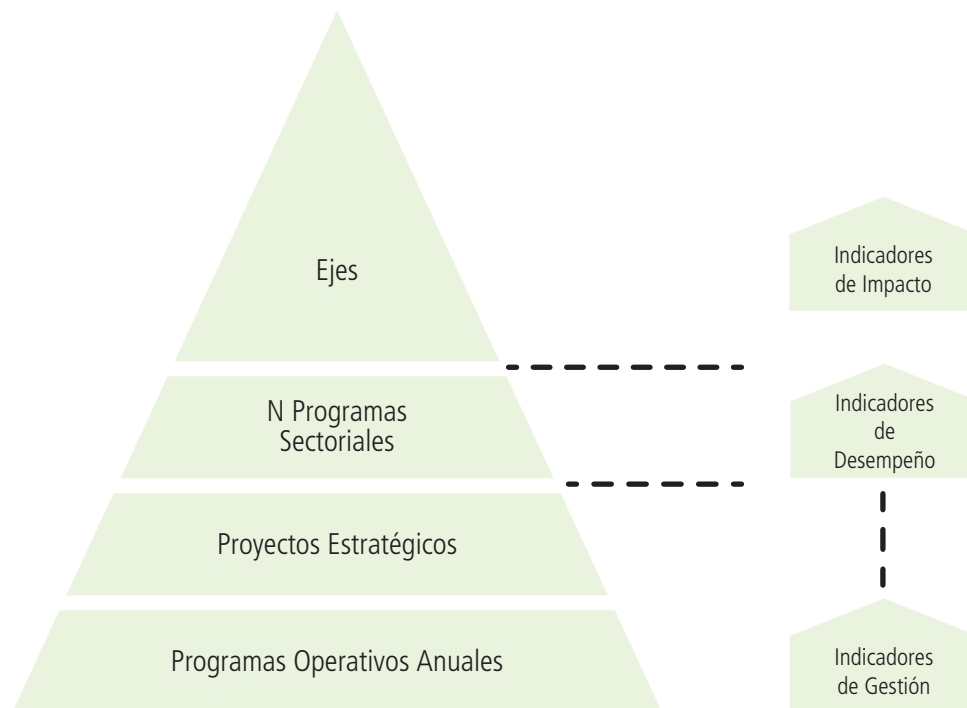 Ejes
N Programas
Sectoriales
Proyectos Estratégicos
Programas Operativos Anuales
Indicadores
de Impacto
Indicadores
de
Desempeño
Indicadores
de Gestión